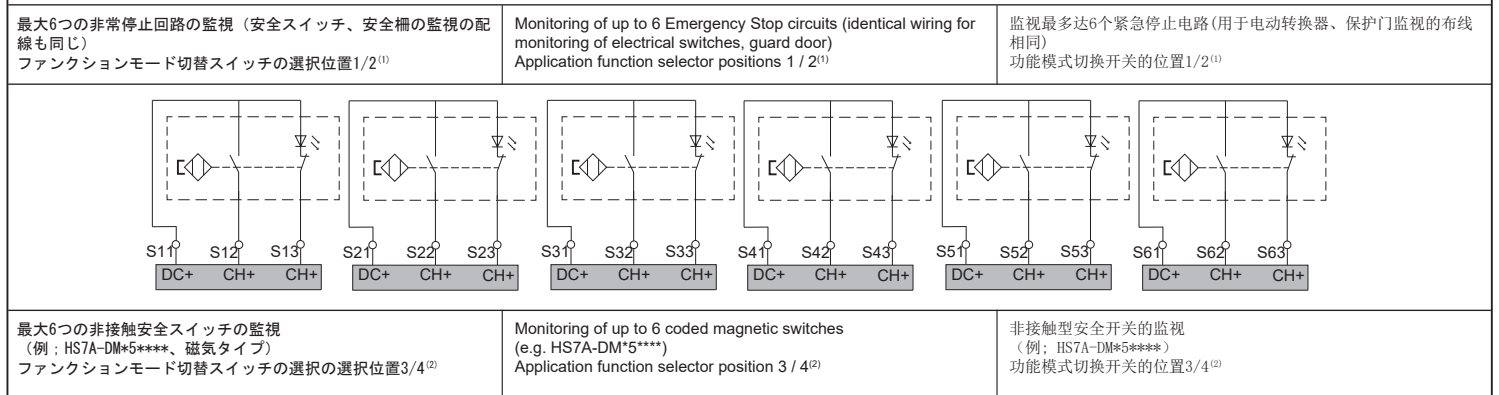 最大6つの非常停止回路の監視（安全スイッチ、安全柵の監視の配
線も同じ）
ファンクションモード切替スイッチの選択位置1/2⁽¹⁾
Monitoring of up to 6 Emergency Stop circuits (identical wiring for
monitoring of electrical switches, guard door)
Application function selector positions 1 / 2⁽¹⁾
监视最多达6个紧急停止电路(用于电动转换器、保护门监视的布线
相同)
功能模式切换开关的位置1/2⁽¹⁾
S11 S12 S13 S21 S22 S23 S31 S32 S33 S41 S42 S43 S51 S52 S53 S61 S62 S63
DC+ CH+ CH+ DC+ CH+ CH+ DC+ CH+ CH+ DC+ CH+ CH+ DC+ CH+ CH+ DC+ CH+ CH+
最大6つの非接触安全スイッチの監視
（例；HS7A-DM*5****、磁気タイプ）
ファンクションモード切替スイッチの選択の選択位置3/4⁽²⁾
Monitoring of up to 6 coded magnetic switches
(e.g. HS7A-DM*5****)
Application function selector position 3 / 4⁽²⁾
非接触型安全开关的监视
（例; HS7A-DM*5****）
功能模式切换开关的位置3/4⁽²⁾